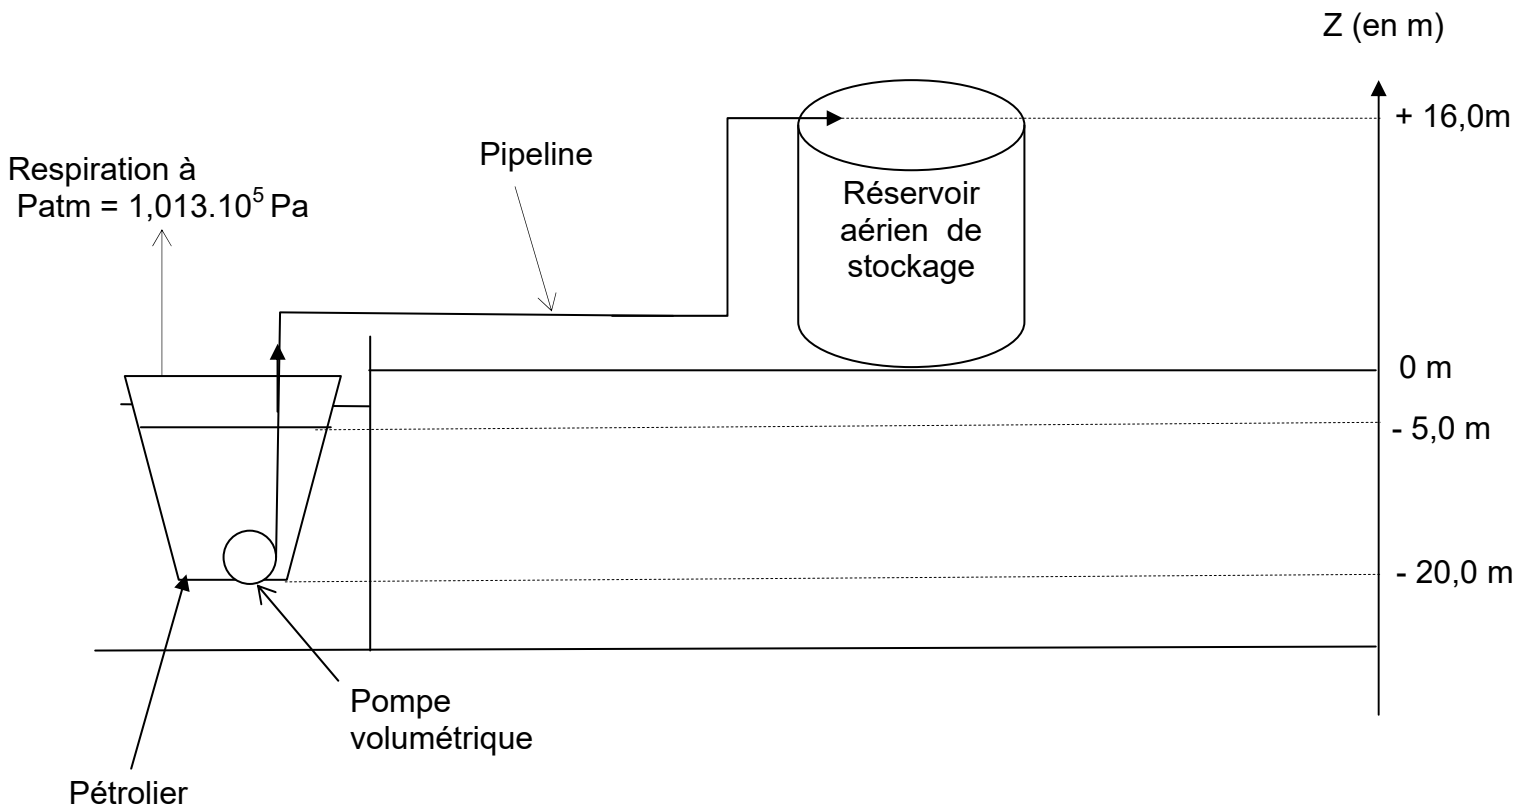 Z (en m)
+ 16,0m
Pipeline
Respiration à
Patm = 1,013.10⁵ Pa
Réservoir
aérien de
stockage
0 m
- 5,0 m
- 20,0 m
Pompe
volumétrique
Pétrolier